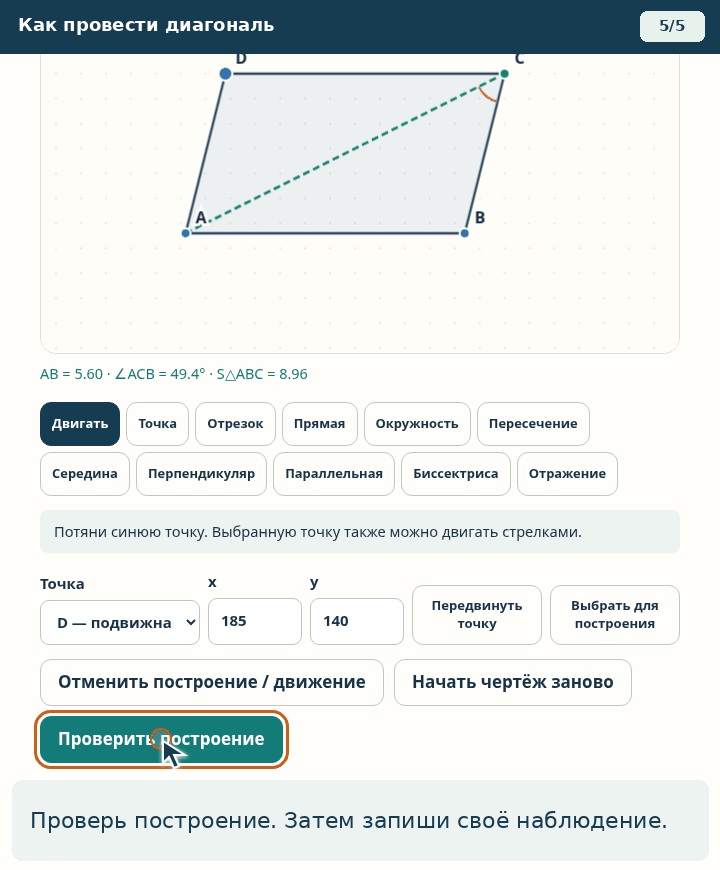 Как провести диагональ
5/5
D
C
A
B
AB = 5.60 · ∠ACB = 49.4° · S△ABC = 8.96
Двигать
Точка
Отрезок
Прямая
Окружность
Пересечение
Середина
Перпендикуляр
Параллельная
Биссектриса
Отражение
Потяни синюю точку. Выбранную точку также можно двигать стрелками.
Точка
x
y
D — подвижна
185
140
Передвинуть
точку
Выбрать для
построения
Отменить построение / движение
Начать чертёж заново
Проверить построение
Проверь построение. Затем запиши своё наблюдение.